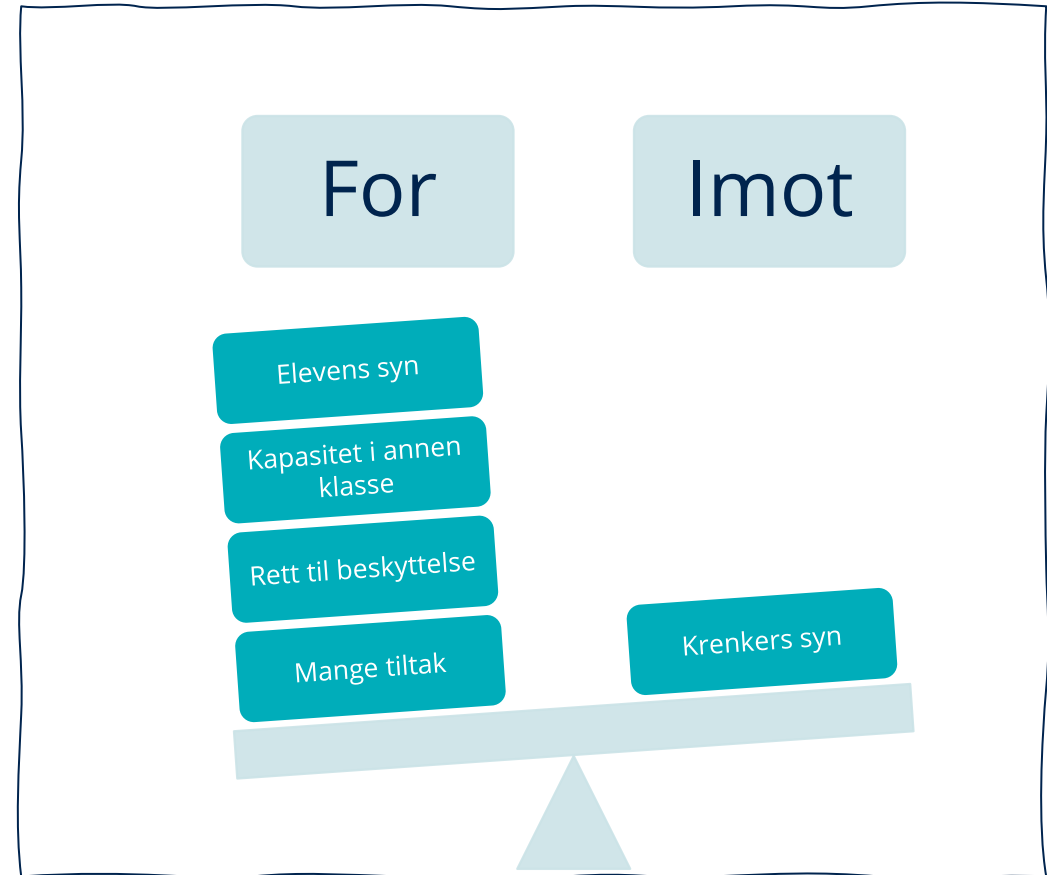 For
Imot
Elevens syn
Kapasitet i annen
klasse
Rett til beskyttelse
Mange tiltak
Krenkers syn